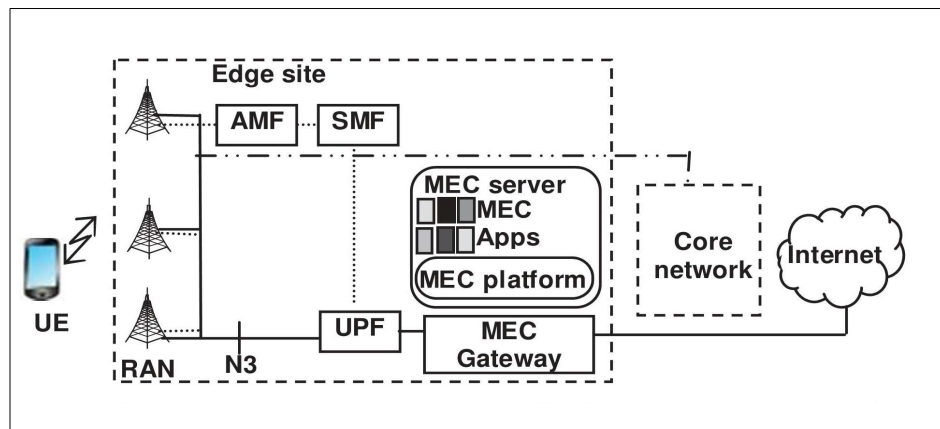 Edge site
AMF
SMF
MEC server
MEC
Apps
MEC platform
Core
network
Internet
UE
RAN
N3
UPF
MEC
Gateway